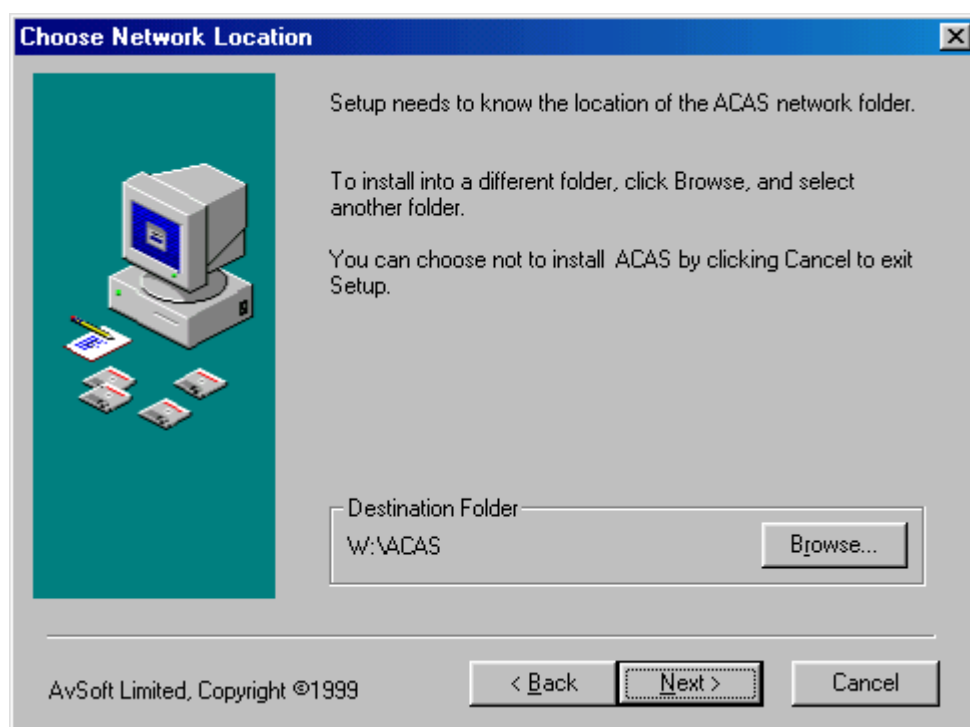 Choose Network Location
Setup needs to know the location of the ACAS network folder.
To install into a different folder, click Browse, and select
another folder.
You can choose not to install ACAS by clicking Cancel to exit
Setup.
Destination Folder
W:\ACAS
Browse...
AvSoft Limited, Copyright ©1999
< Back
Next >
Cancel